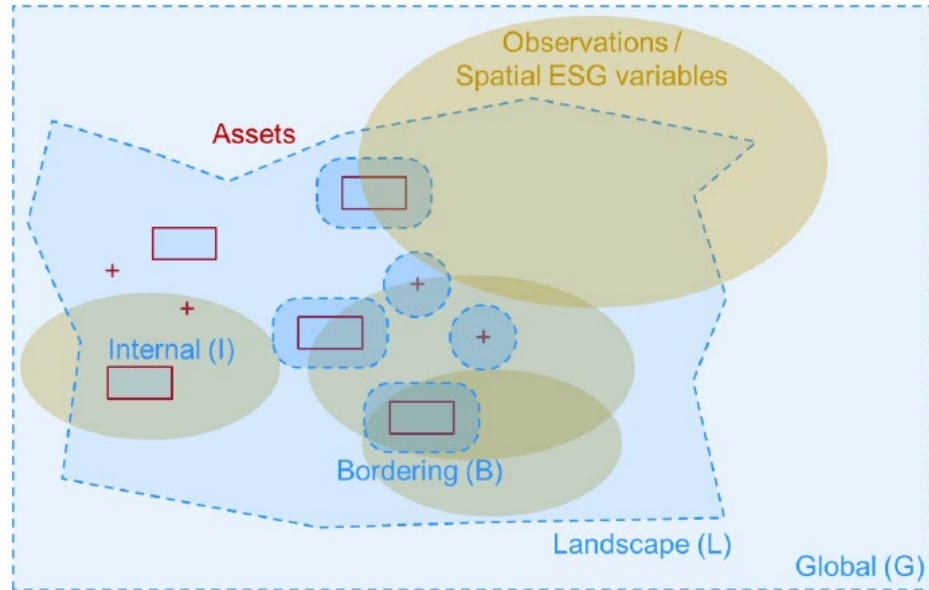 Observations /
Spatial ESG variables
Assets
Internal (I)
Bordering (B)
Landscape (L)
Global (G)